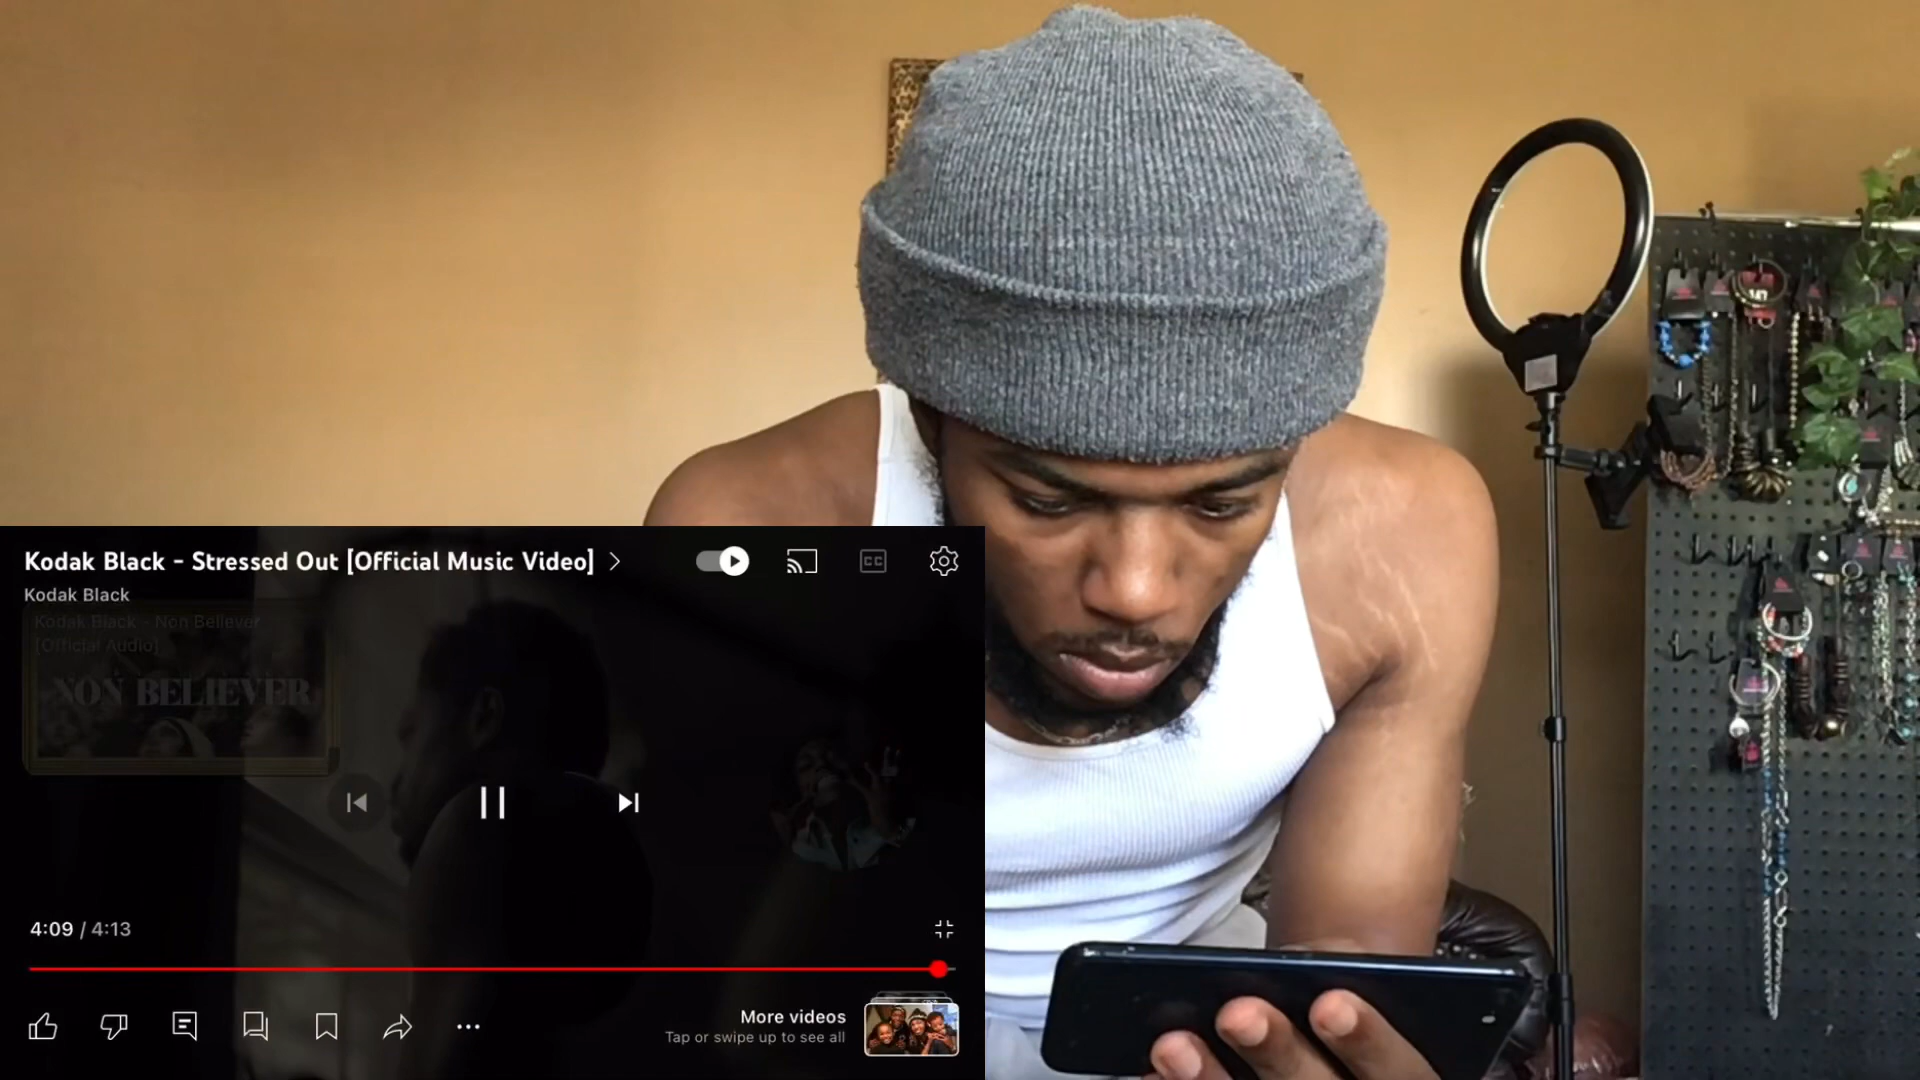 Kodak Black - Stressed Out [Official Music Video]
Kodak Black
Kodak Black - Non Believer
[Official Audio]
NON BELIEVER
CC
4:09 / 4:13
More videos
Tap or swipe up to see all